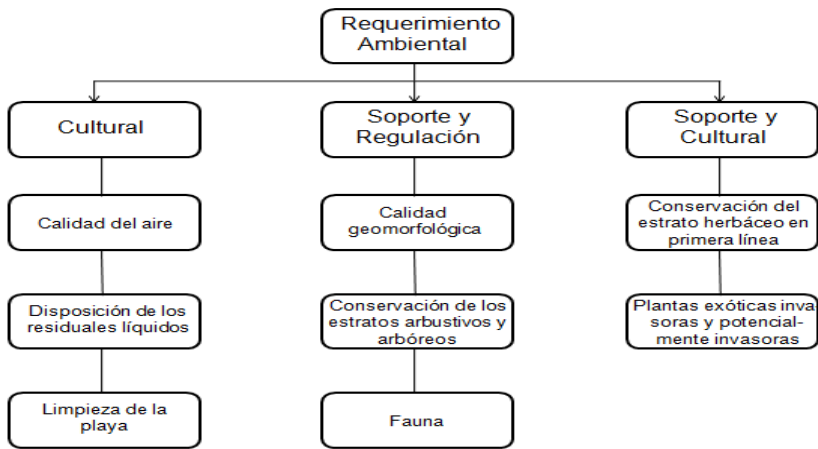 Requerimiento
Ambiental
Cultural
Soporte y
Regulación
Soporte y
Cultural
Calidad del aire
Calidad
geomorfológica
Conservación del
estrato herbáceo en
primera línea
Disposición de los
residuales líquidos
Conservación de los
estratos arbustivos y
arbóreos
Plantas exóticas inva-
soras y potencial-
mente invasoras
Limpieza de la
playa
Fauna